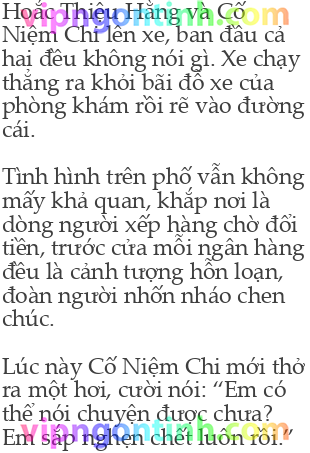 Hoắc Thiệu Hằng và Cố
Niệm Chi lên xe, ban đầu cả
hai đều không nói gì. Xe chạy
thẳng ra khỏi bãi đỗ xe của
phòng khám rồi rẽ vào đường
cái.
Tình hình trên phố vẫn không
mấy khả quan, khắp nơi là
dòng người xếp hàng chờ đổi
tiền, trước cửa mỗi ngân hàng
đều là cảnh tượng hỗn loạn,
đoàn người nhốn nháo chen
chúc.
Lúc này Cố Niệm Chi mới thở
ra một hơi, cười nói: “Em có
thể nói chuyện được chưa?
Em sắp nghẹn chết luôn rồi.”
vipngontinh.com
vipngontinh.com